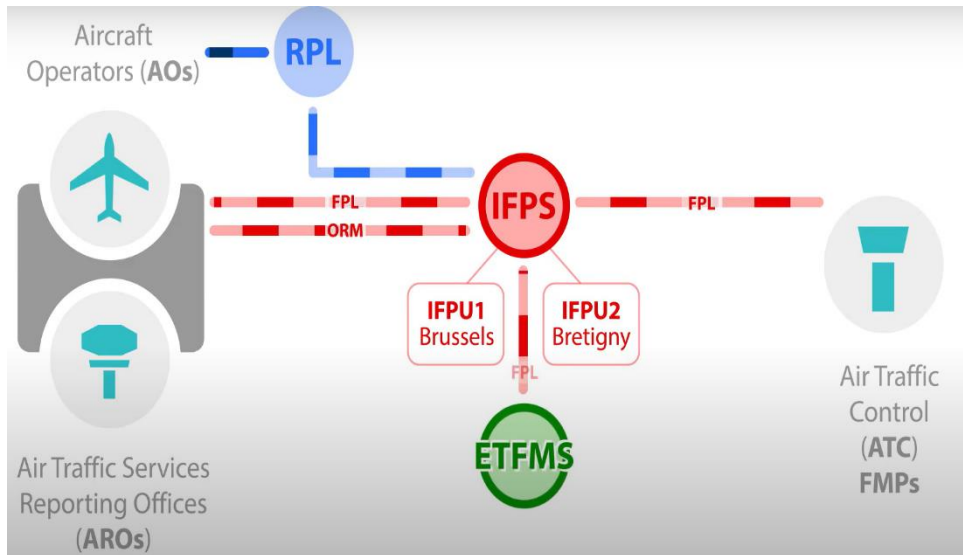 Aircraft
Operators (AOs)
RPL
FPL
ORM
IFPS
FPL
IFPU1
Brussels
IFPU2
Bretigny
FPL
ETFMS
Air Traffic Services
Reporting Offices
(AROs)
Air Traffic
Control
(ATC)
FMPs